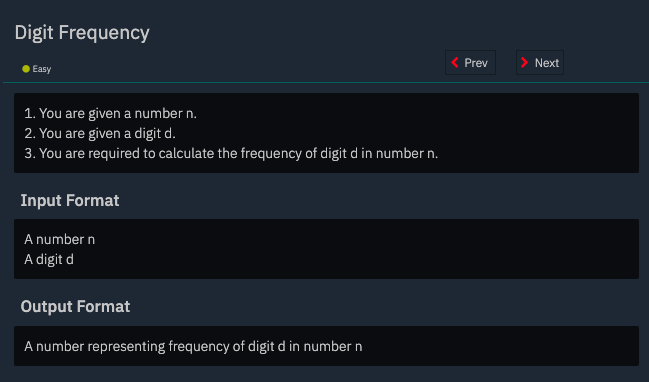 Digit Frequency
Easy
Prev
Next
1. You are given a number n.
2. You are given a digit d.
3. You are required to calculate the frequency of digit d in number n.
Input Format
A number n
A digit d
Output Format
A number representing frequency of digit d in number n